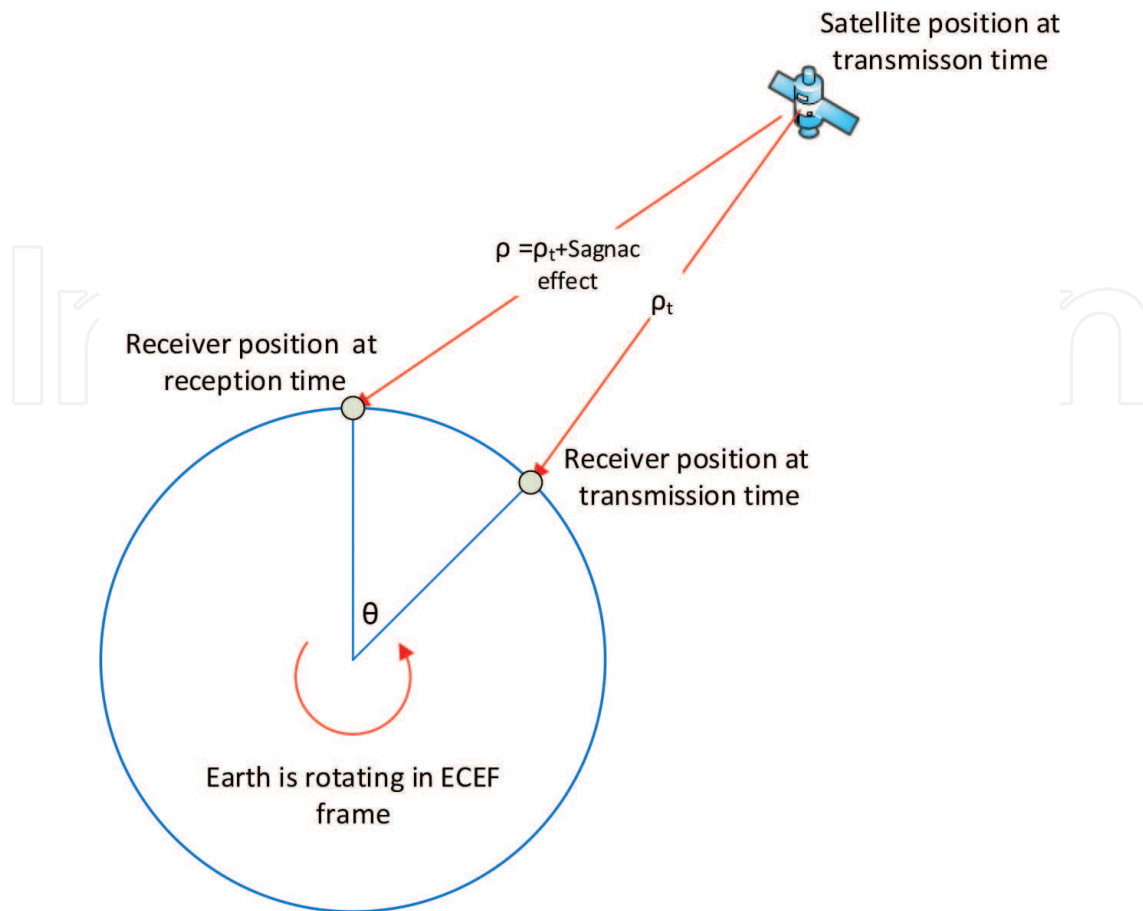 Satellite position at
transmisson time
ρ =ρt+Sagnac
effect
ρt
Receiver position at
reception time
Receiver position at
transmission time
θ
Earth is rotating in ECEF
frame